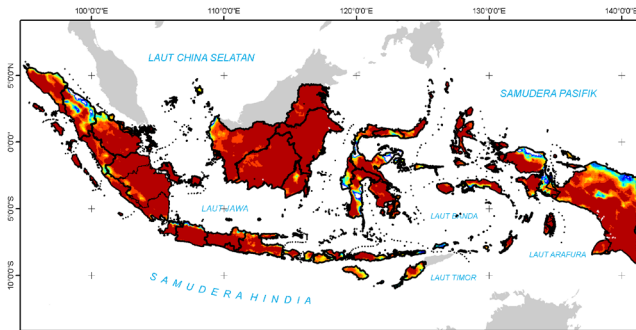 100°0'0"E 110°0'0"E 120°0'0"E 130°0'0"E 140°0'0"E
LAUT CHINA SELATAN
5°0'0"N
SAMUDERA PASIFIK
0°0'0"
5°0'0"S
LAUT JAWA
LAUT BANDA
LAUT ARAFURA
10°0'0"S
LAUT TIMOR
SAMUDERA HINDIA